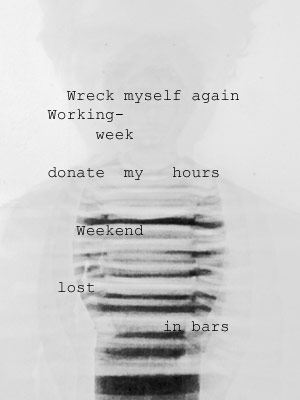 Wreck myself again
Working-
week
donate my hours
Weekend
lost
in bars